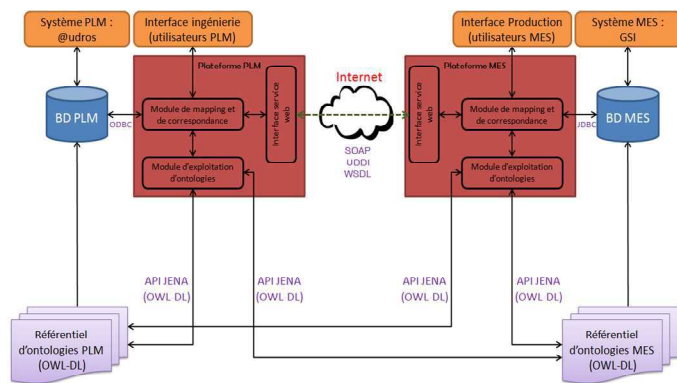 Système PLM :
@udros
Interface ingénierie
(utilisateurs PLM)
Interface Production
(utilisateurs MES)
Système MES :
GSI
Plateforme PLM
Internet
Plateforme MES
BD PLM
ODBC
Module de mapping et
de correspondance
Interface service
web
Interface service
web
Module de mapping et
de correspondance
JDBC
BD MES
SOAP
UDDI
WSDL
Module d'exploitation
d'ontologies
Module d'exploitation
d'ontologies
API JENA
(OWL DL)
API JENA
(OWL DL)
API JENA
(OWL DL)
API JENA
(OWL DL)
Référentiel
d'ontologies PLM
(OWL-DL)
Référentiel
d'ontologies MES
(OWL-DL)